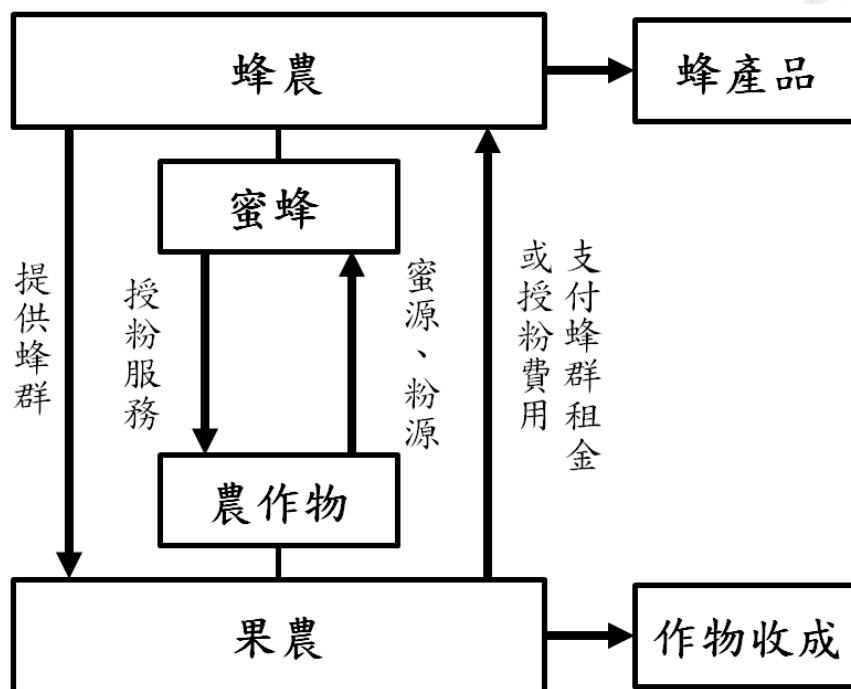 蜂農
蜂產品
蜜蜂
提供蜂群
授粉服務
蜜源、粉源
支付蜂群租金
或授粉費用
農作物
果農
作物收成